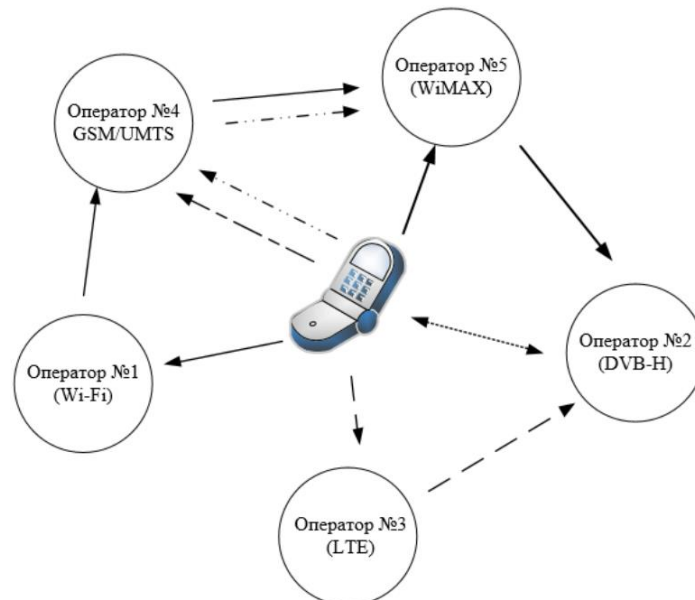 Оператор №5
(WiMAX)
Оператор №4
GSM/UMTS
Оператор №2
(DVB-H)
Оператор №1
(Wi-Fi)
Оператор №3
(LTE)